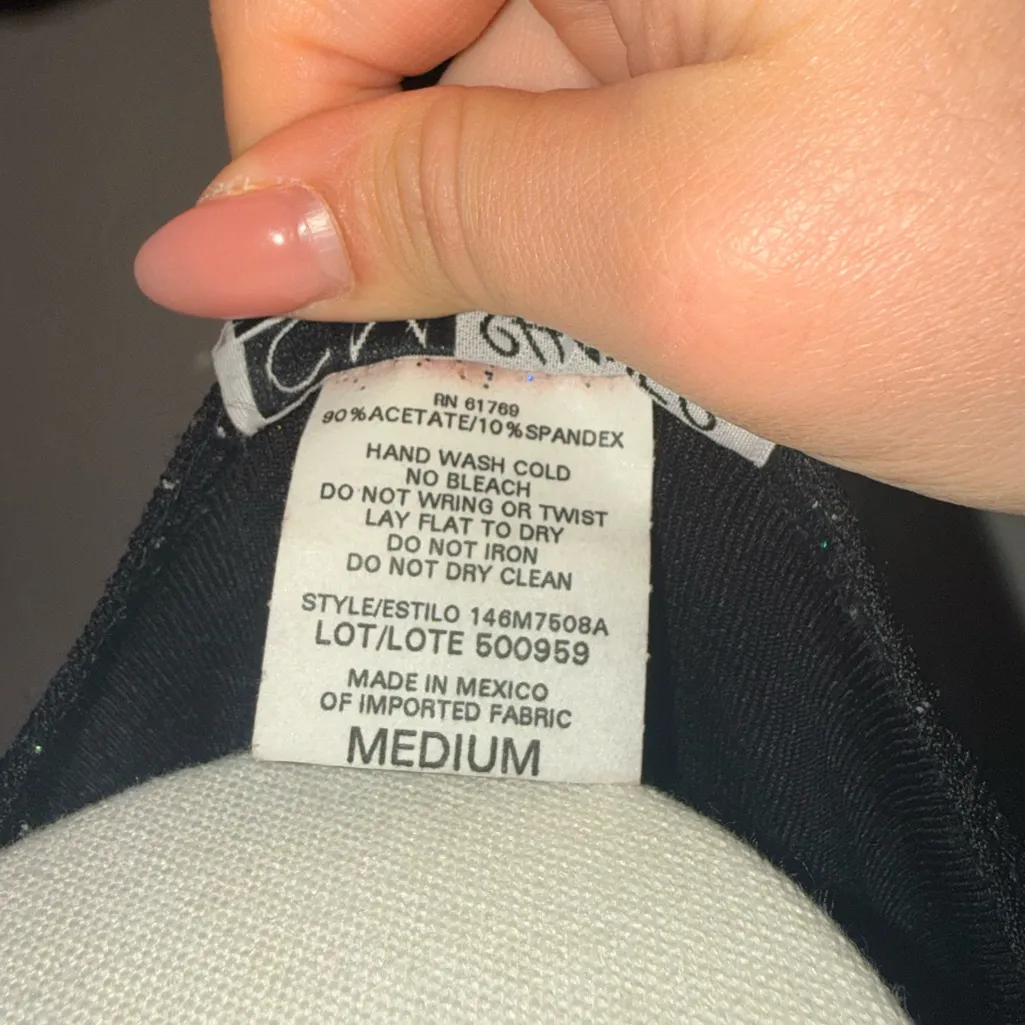 RN 61769
90%ACETATE/10%SPANDEX
HAND WASH COLD
NO BLEACH
DO NOT WRING OR TWIST
LAY FLAT TO DRY
DO NOT IRON
DO NOT DRY CLEAN
STYLE/ESTILO 146M7508A
LOT/LOTE 500959
MADE IN MEXICO
OF IMPORTED FABRIC
MEDIUM